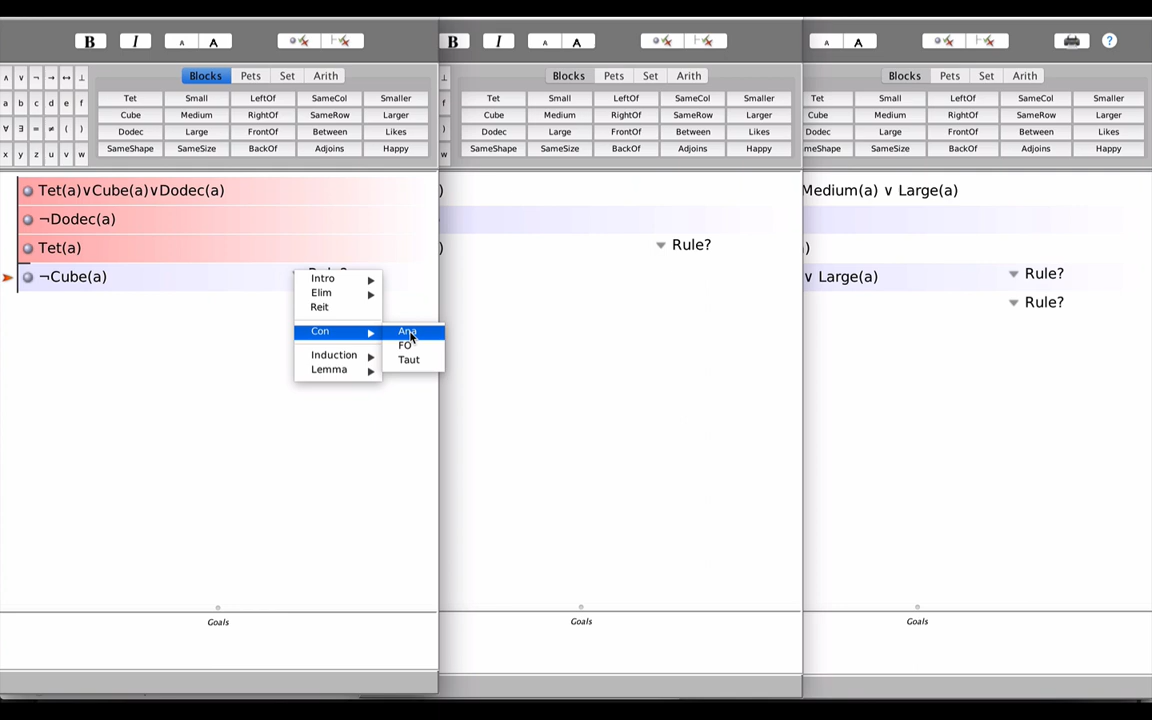 B I A A B I A A A A ?
∧ ∨ ¬ → ↔ ⊥ Blocks Pets Set Arith ⊥ Blocks Pets Set Arith Blocks Pets Set Arith
a b c d e f Tet Small LeftOf SameCol Smaller f Tet Small LeftOf SameCol Smaller Tet Small LeftOf SameCol Smaller
Cube Medium RightOf SameRow Larger Cube Medium RightOf SameRow Larger Cube Medium RightOf SameRow Larger
∀ ∃ = ≠ ( ) Dodec Large FrontOf Between Likes ) Dodec Large FrontOf Between Likes Dodec Large FrontOf Between Likes
x y z u v w SameShape SameSize BackOf Adjoins Happy w SameShape SameSize BackOf Adjoins Happy meShape SameSize BackOf Adjoins Happy
Tet(a)∨Cube(a)∨Dodec(a) ) Medium(a) ∨ Large(a)
¬Dodec(a)
Tet(a) ) Rule? )
¬Cube(a) ∨ Large(a) Rule?
Rule?
Intro
Elim
Reit
Con Ana
FO
Taut
Induction
Lemma
Goals Goals Goals